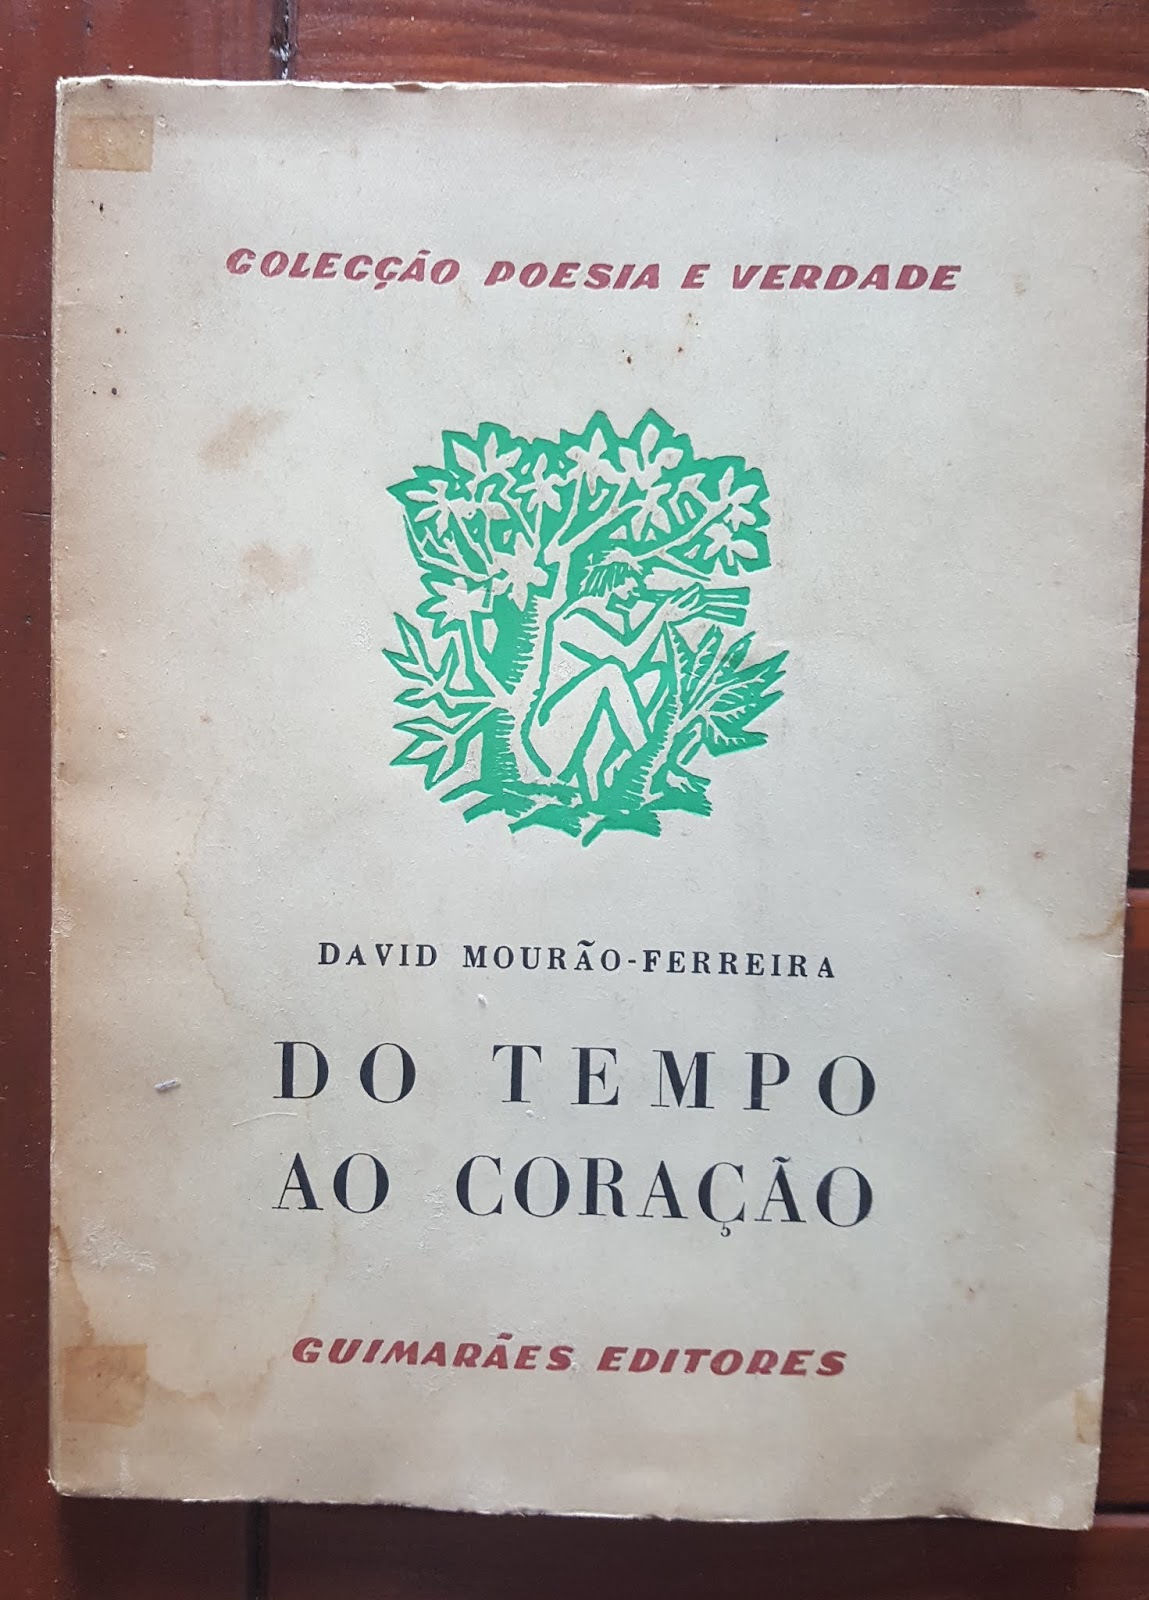 COLECÇÃO POESIA E VERDADE
DAVID MOURÃO-FERREIRA
DO TEMPO
AO CORAÇÃO
GUIMARÃES EDITORES